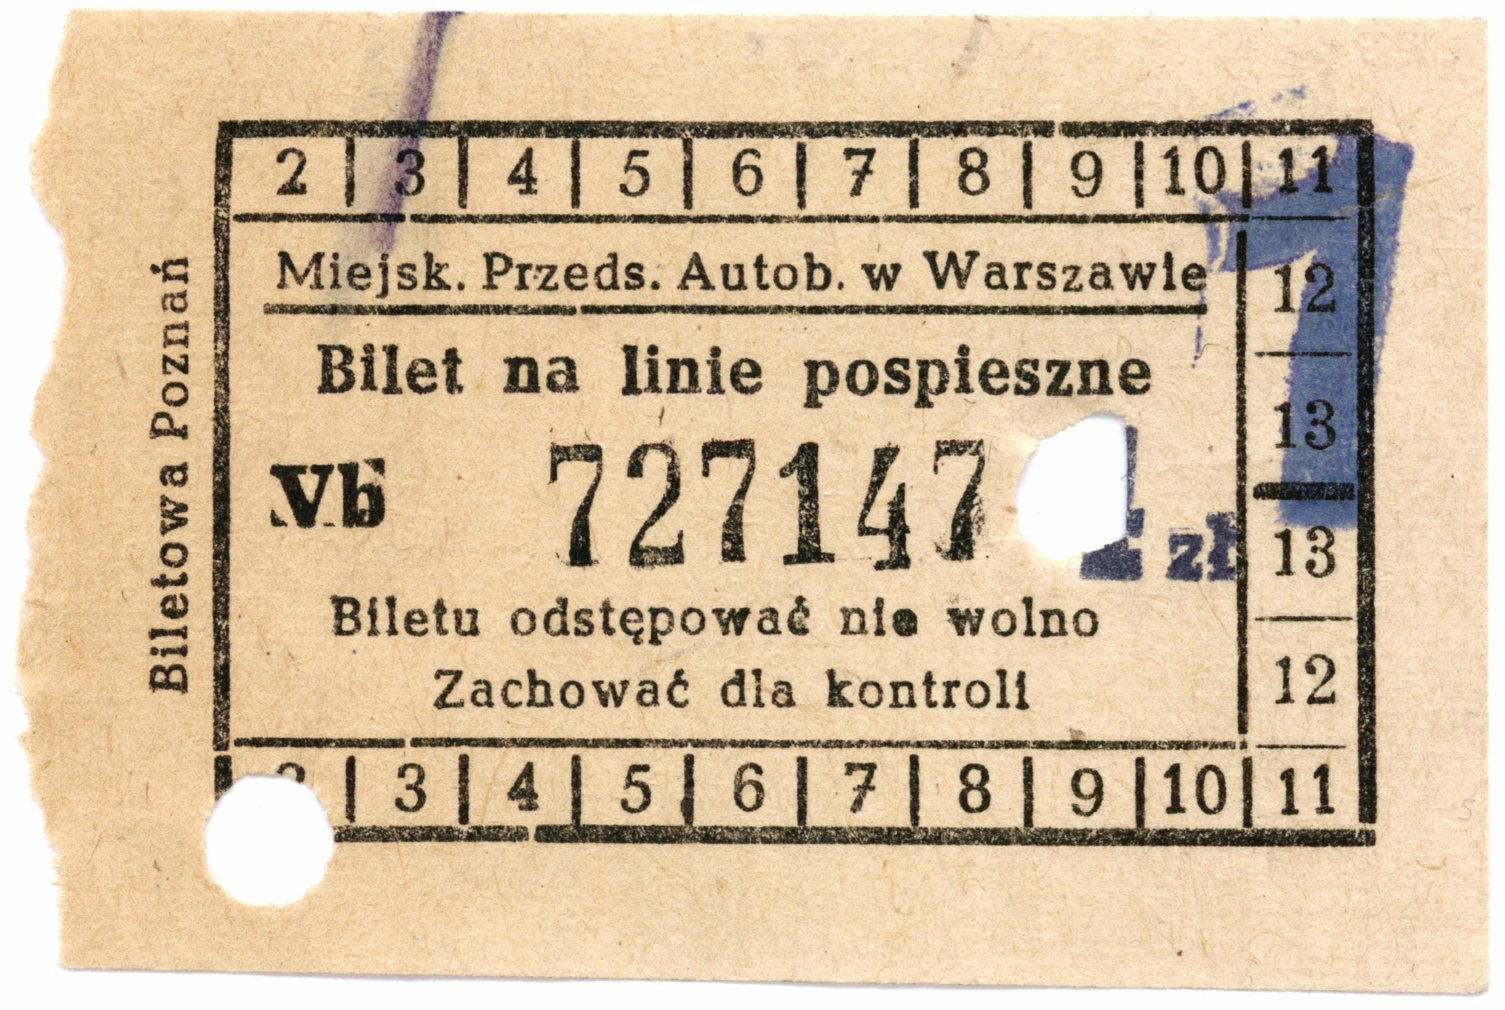 2 | 3 | 4 | 5 | 6 | 7 | 8 | 9 | 10 | 11
Miejsk. Przeds. Autob. w Warszawie
12
Bilet na linie pospieszne
13
Vb 727147 zł
13
Biletu odstępować nie wolno
12
Zachować dla kontroli
3 | 4 | 5 | 6 | 7 | 8 | 9 | 10 | 11
Biletowa Poznań